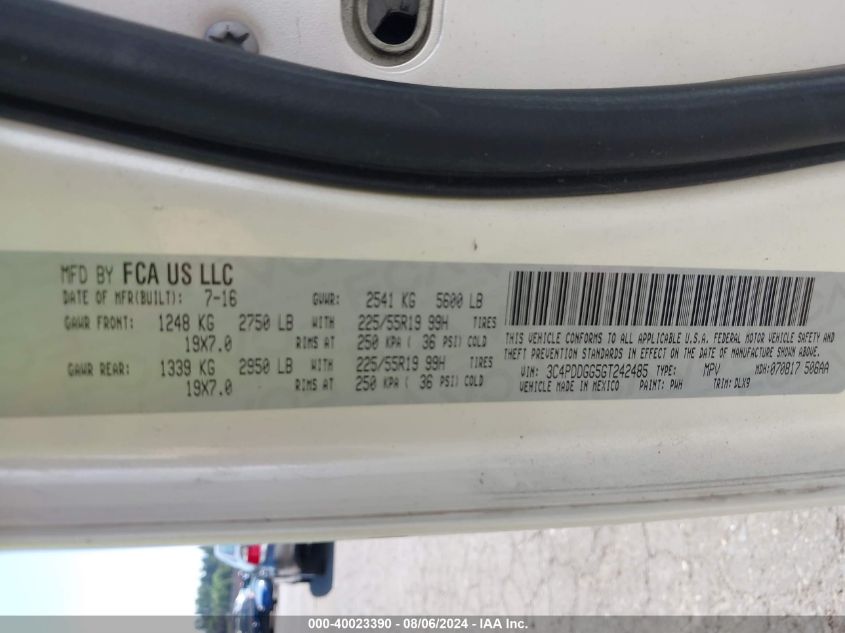 MFD BY FCA US LLC
DATE OF MFR(BUILT): 7-16 GVWR: 2541 KG 5600 LB
GAWR FRONT: 1248 KG 2750 LB WITH 225/55R19 99H TIRES
19X7.0 RIMS AT 250 KPA ( 36 PSI) COLD
GAWR REAR: 1339 KG 2950 LB WITH 225/55R19 99H TIRES
19X7.0 RIMS AT 250 KPA ( 36 PSI) COLD
THIS VEHICLE CONFORMS TO ALL APPLICABLE U.S.A. FEDERAL MOTOR VEHICLE SAFETY AND
THEFT PREVENTION STANDARDS IN EFFECT ON THE DATE OF MANUFACTURE SHOWN ABOVE.
VIN: 3C4PDDGG5GT242485 TYPE: MPV MDH:070817 506AA
VEHICLE MADE IN MEXICO PAINT: PWH TRIM: DLX9
000-40023390 - 08/06/2024 - IAA Inc.